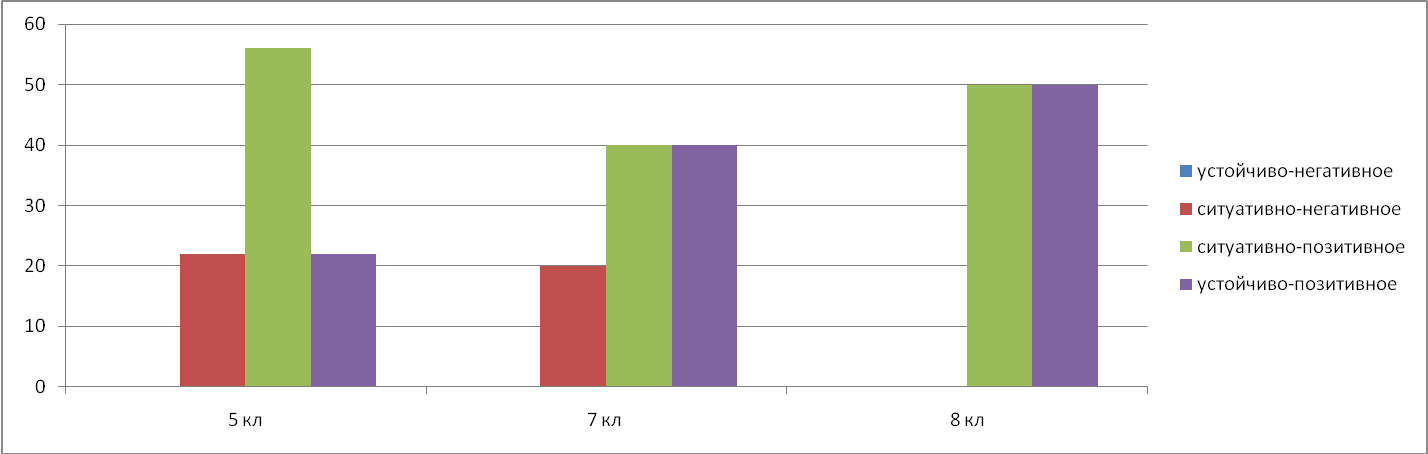 60
50
40
30
20
10
0
5 кл
7 кл
8 кл
устойчиво-негативное
ситуативно-негативное
ситуативно-позитивное
устойчиво-позитивное